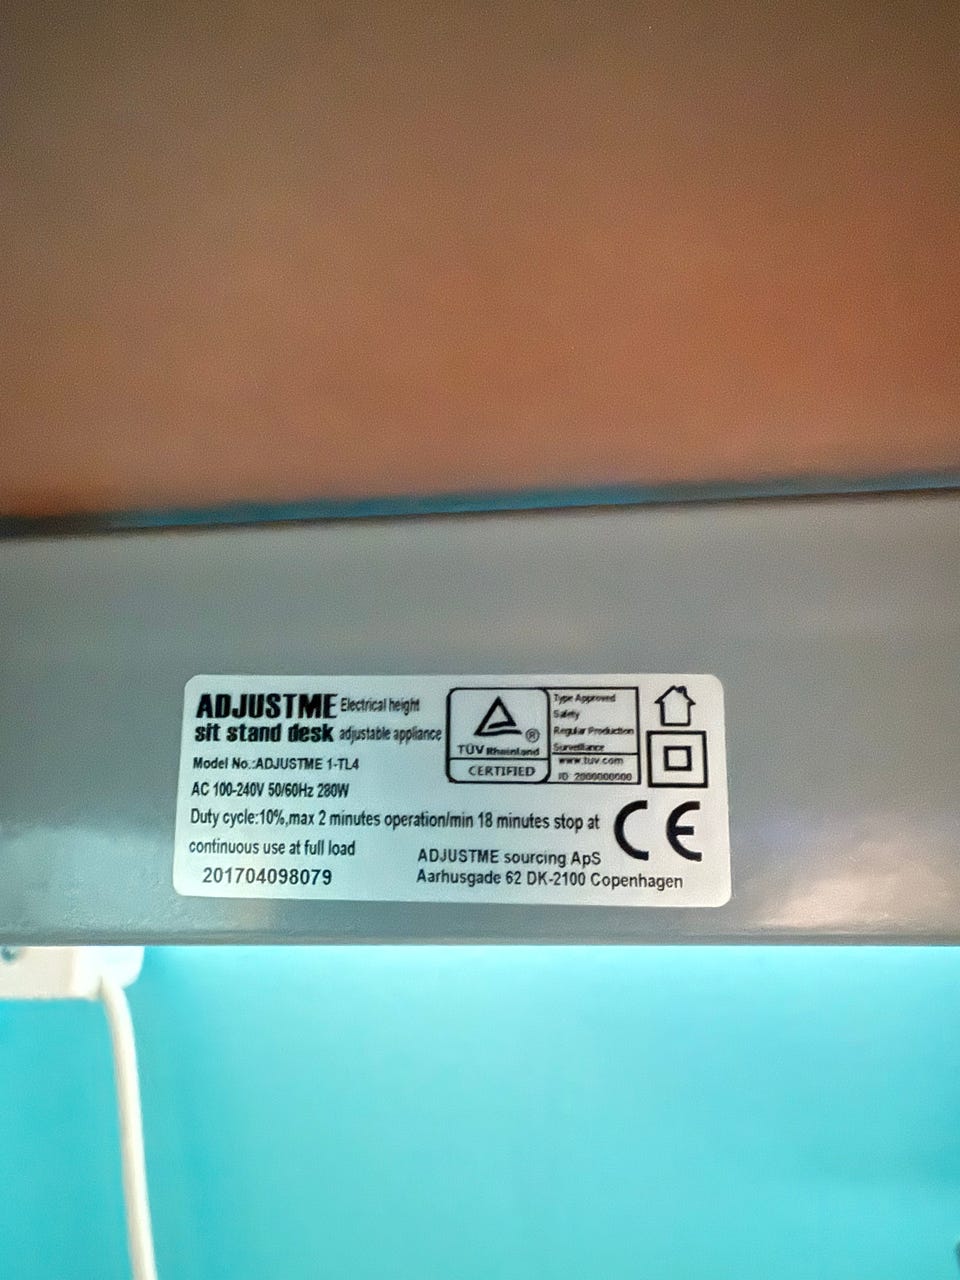 ADJUSTME Electrical height
sit stand desk adjustable appliance
Model No.:ADJUSTME 1-TL4
AC 100-240V 50/60Hz 280W
Duty cycle:10%,max 2 minutes operation/min 18 minutes stop at
continuous use at full load
201704098079
ADJUSTME sourcing ApS
Aarhusgade 62 DK-2100 Copenhagen
TÜV Rheinland ®
CERTIFIED
Type Approved
Safety
Regular Production
Surveillance
www.tuv.com
ID 2000000000
CE